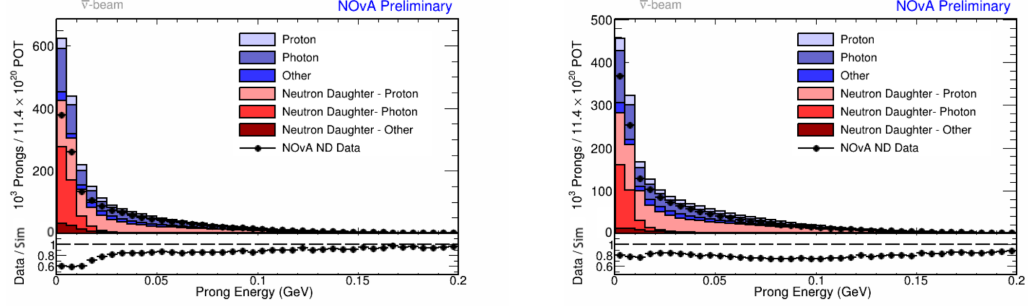 ν̄-beam NOvA Preliminary
600
400
200
0
10³ Prongs / 11.4 × 10²⁰ POT
Proton
Photon
Other
Neutron Daughter - Proton
Neutron Daughter- Photon
Neutron Daughter - Other
NOvA ND Data
1
0.8
0.6
Data / Sim
0 0.05 0.1 0.15 0.2
Prong Energy (GeV)
ν̄-beam NOvA Preliminary
500
400
300
200
100
0
10³ Prongs / 11.4 × 10²⁰ POT
Proton
Photon
Other
Neutron Daughter - Proton
Neutron Daughter- Photon
Neutron Daughter - Other
NOvA ND Data
1
0.8
0.6
Data / Sim
0 0.05 0.1 0.15 0.2
Prong Energy (GeV)